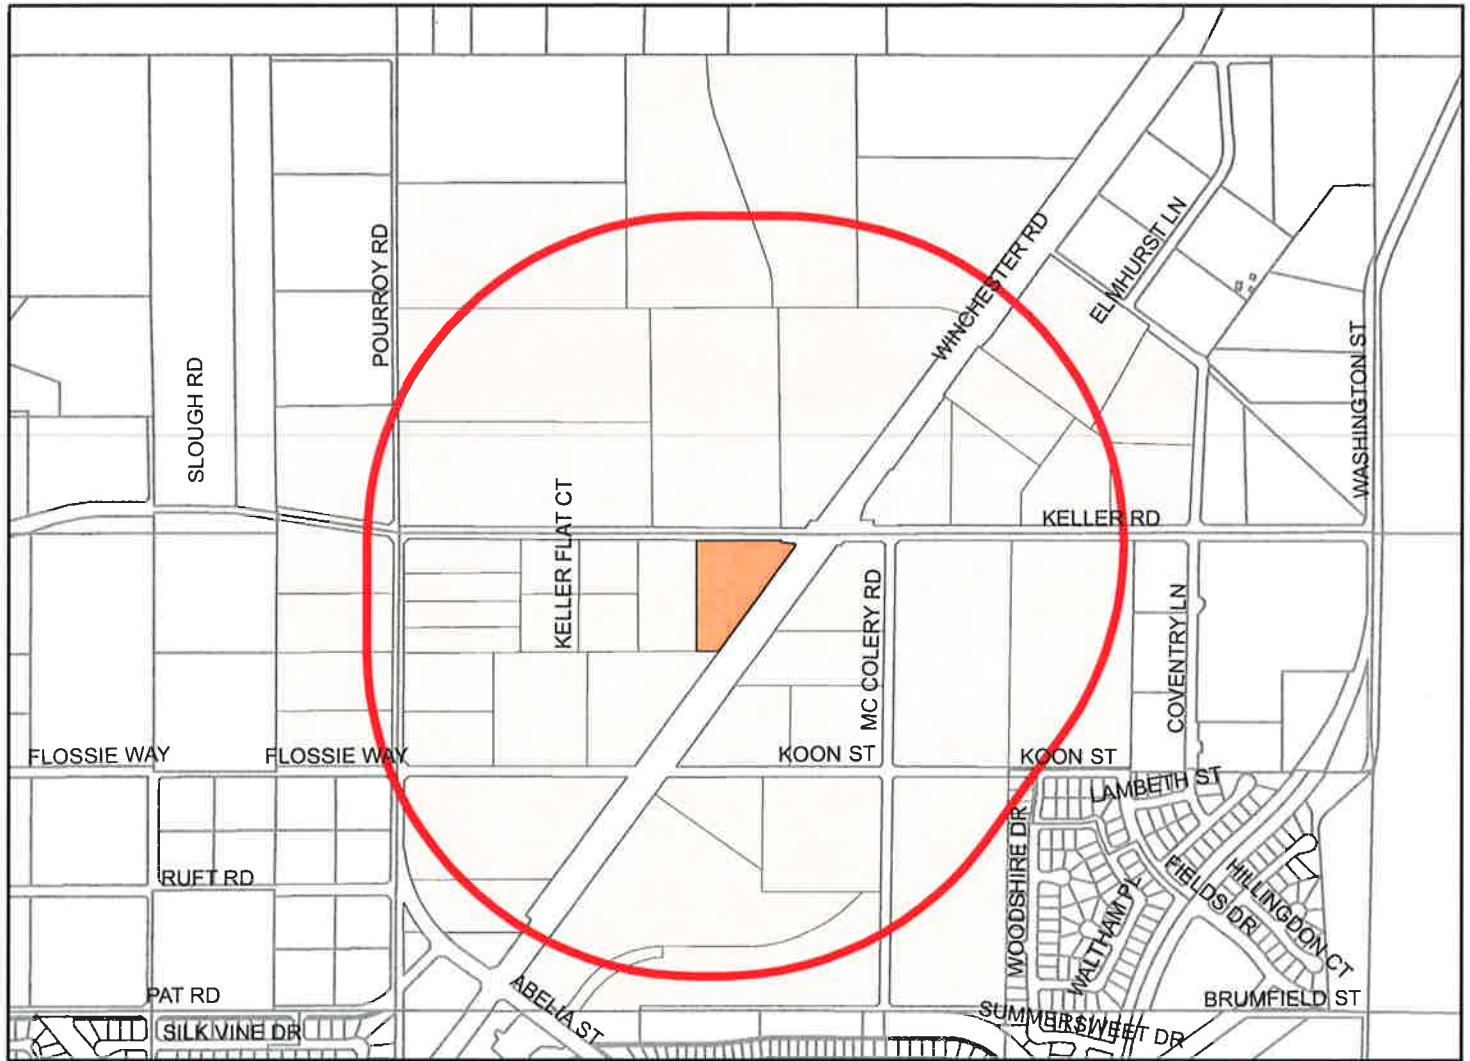 POURROY RD
SLOUGH RD
WINCHESTER RD
ELMHURST LN
WASHINGTON ST
KELLER FLAT CT
KELLER RD
MC COLERY RD
COVENTRY LN
FLOSSIE WAY
FLOSSIE WAY
KOON ST
KOON ST
LAMBETH ST
WOODSHIRE DR
RUFT RD
FIELDS DR
HILLINGDON CT
WALTHAM PL
PAT RD
ABELIA ST
BRUMFIELD ST
SILK VINE DR
SUMMERSWEET DR